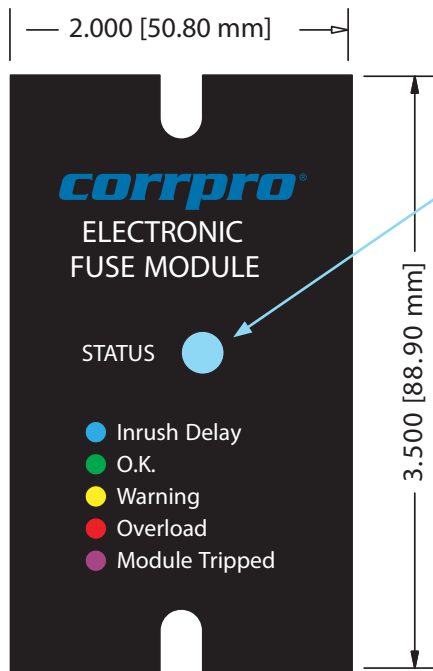 2.000 [50.80 mm]
corrpro®
ELECTRONIC
FUSE MODULE
STATUS
Inrush Delay
O.K.
Warning
Overload
Module Tripped
3.500 [88.90 mm]